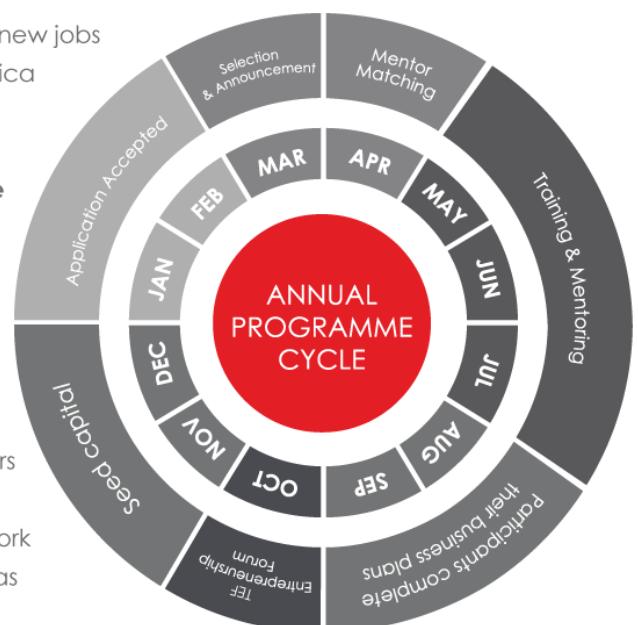 new jobs
ica
e
rs
ork
as
ANNUAL
PROGRAMME
CYCLE
JAN
FEB
MAR
APR
MAY
JUN
JUL
AUG
SEP
OCT
NOV
DEC
Application Accepted
Selection
& Announcement
Mentor
Matching
Training & Mentoring
Participants complete
their business plans
TEF
Entrepreneurship
Forum
Seed capital